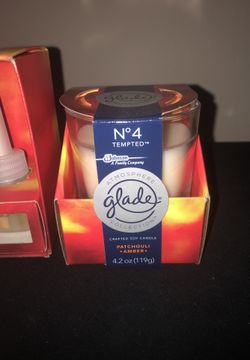 Nº4
TEMPTED™
SC Johnson
A Family Company
ATMOSPHERE
glade
COLLECTION
CRAFTED SOY CANDLE
PATCHOULI
•AMBER•
4.2 oz (119g)